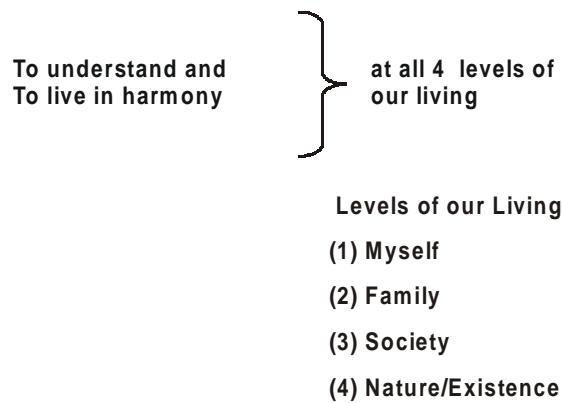 To understand and
To live in harmony
at all 4 levels of
our living
Levels of our Living
(1) Myself
(2) Family
(3) Society
(4) Nature/Existence